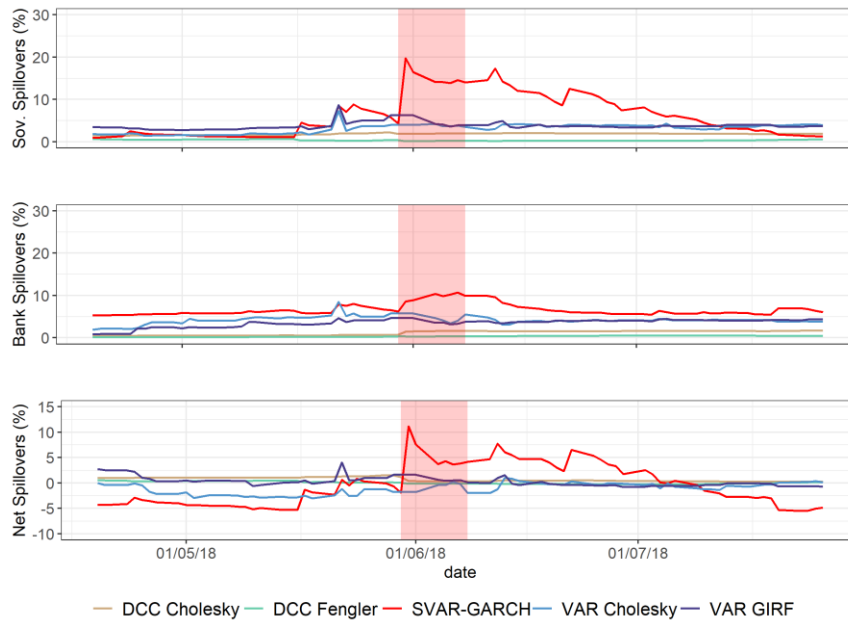 Sov. Spillovers (%)
30
20
10
0
Bank Spillovers (%)
30
20
10
0
Net Spillovers (%)
15
10
5
0
-5
-10
01/05/18 01/06/18 01/07/18
date
DCC Cholesky DCC Fengler SVAR-GARCH VAR Cholesky VAR GIRF